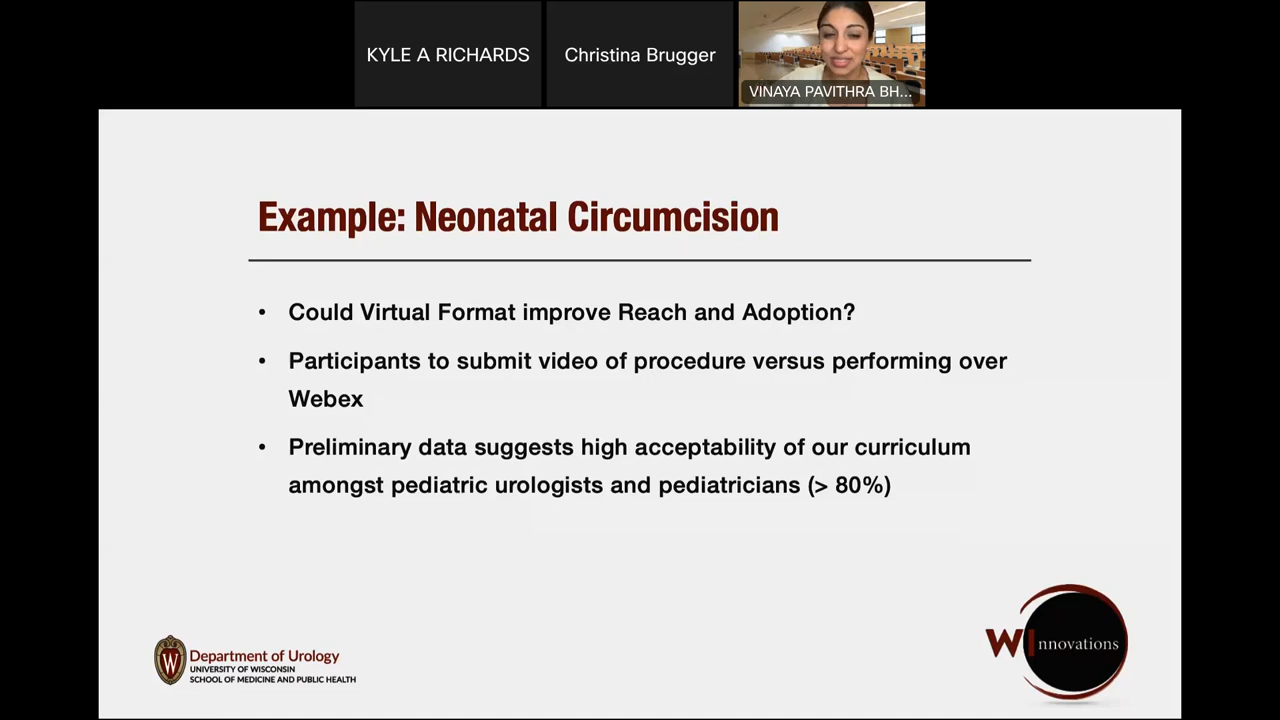 KYLE A RICHARDS
Christina Brugger
VINAYA PAVITHRA BH...
Example: Neonatal Circumcision
• Could Virtual Format improve Reach and Adoption?
• Participants to submit video of procedure versus performing over
Webex
• Preliminary data suggests high acceptability of our curriculum
amongst pediatric urologists and pediatricians (> 80%)
W
Department of Urology
UNIVERSITY OF WISCONSIN
SCHOOL OF MEDICINE AND PUBLIC HEALTH
WInnovations